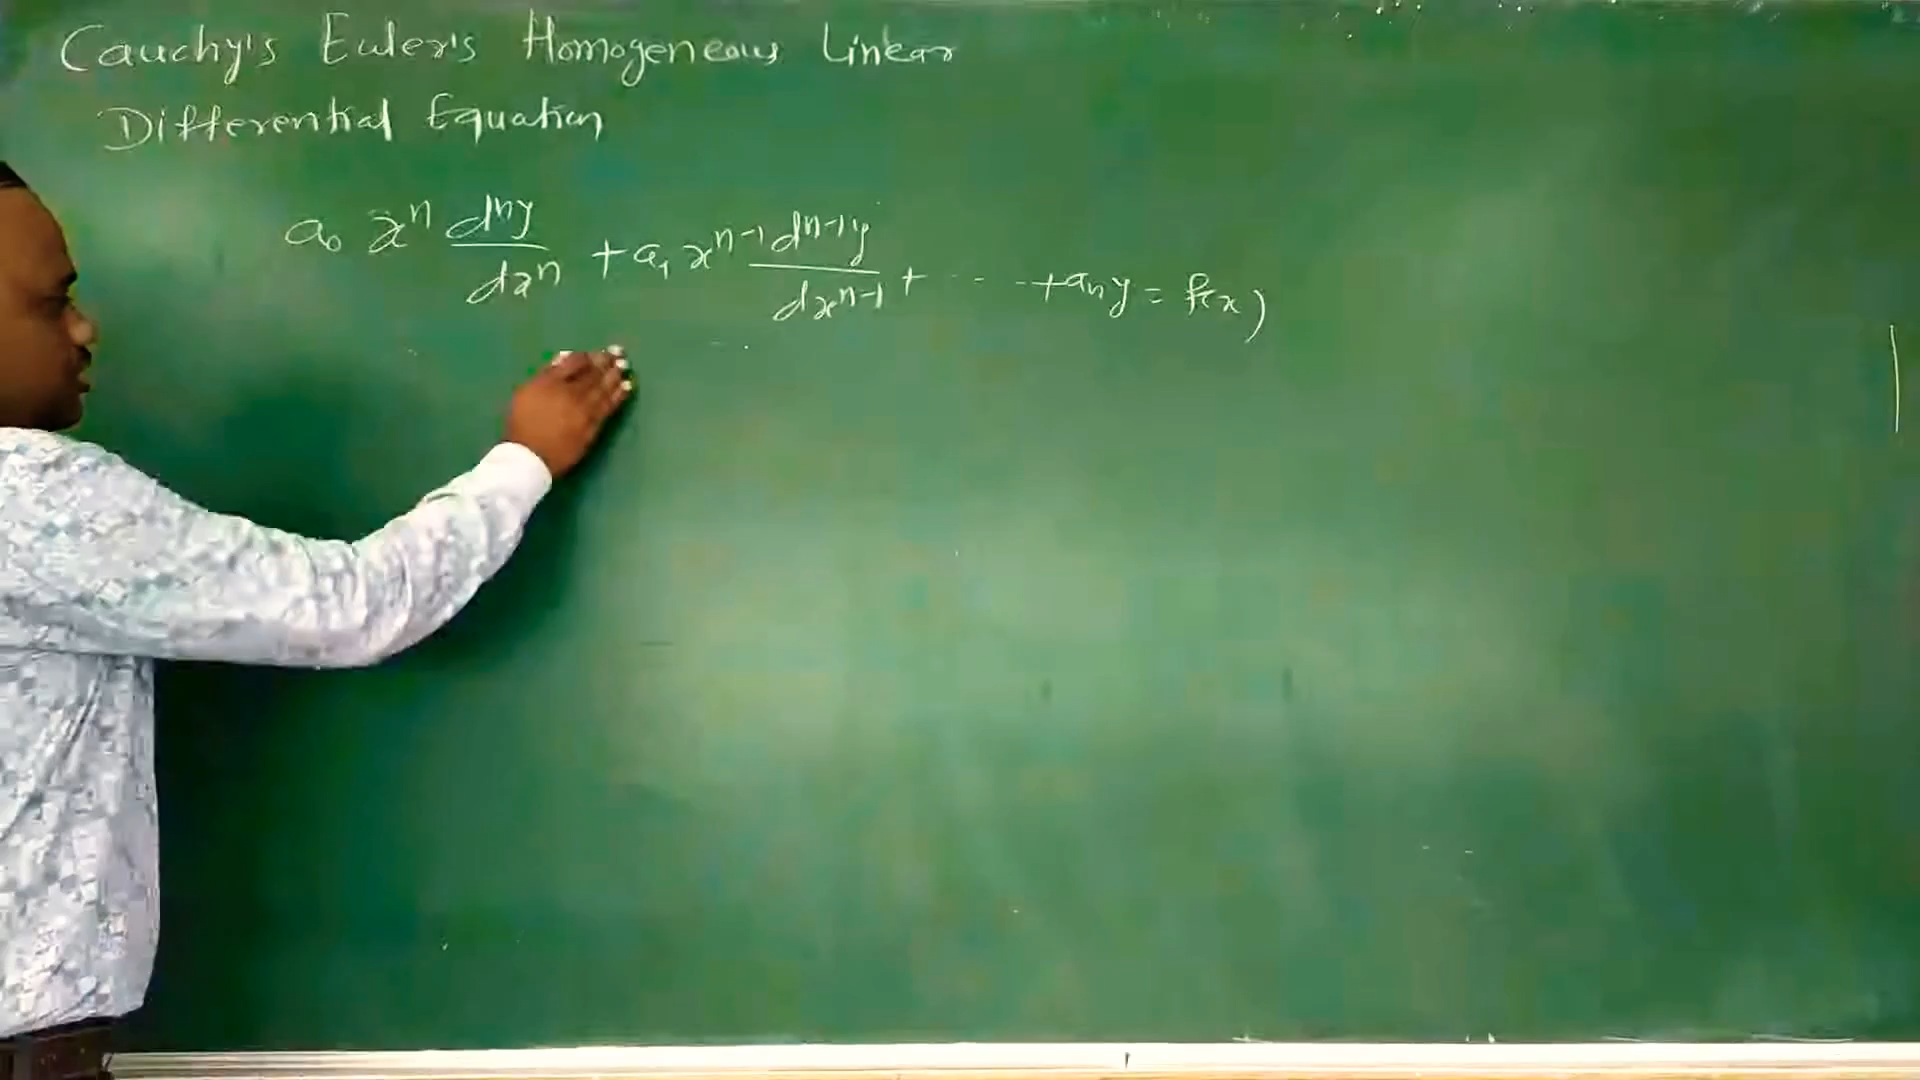 Cauchy's Euler's Homogeneous Linear
Differential Equation
a₀ xⁿ dⁿy/dxⁿ + a₁ xⁿ⁻¹ dⁿ⁻¹y/dxⁿ⁻¹ + - - - + aₙy = f(x)